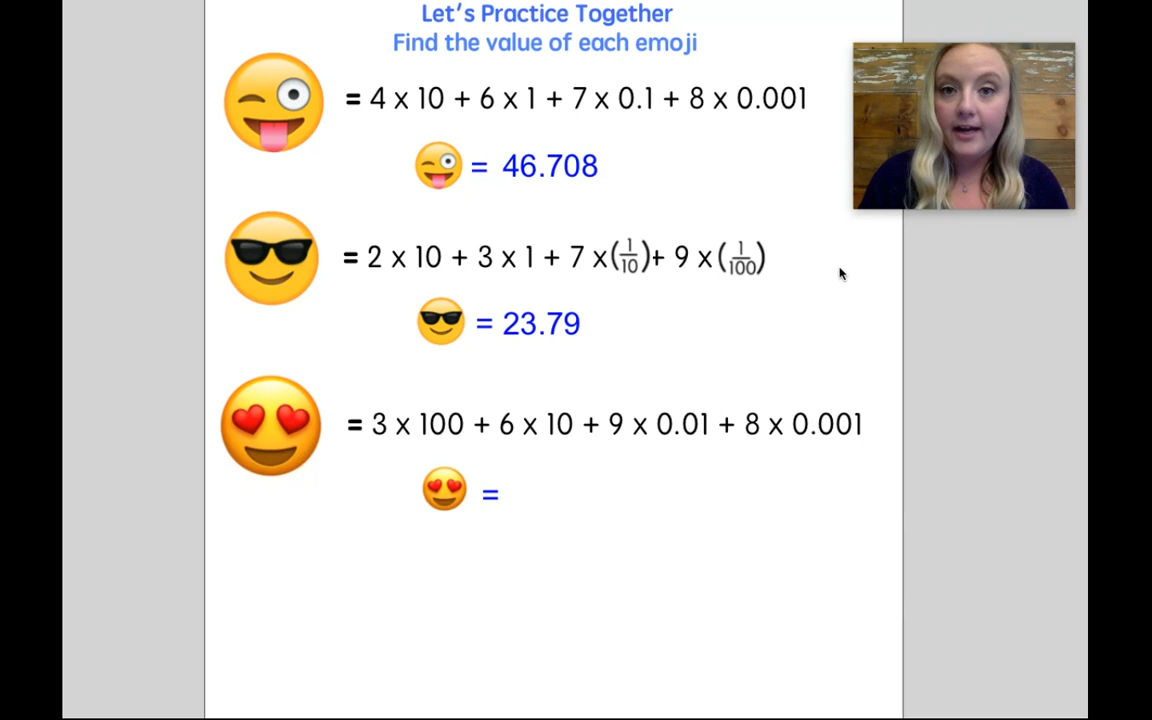 Let's Practice Together
Find the value of each emoji
= 4 x 10 + 6 x 1 + 7 x 0.1 + 8 x 0.001
= 46.708
= 2 x 10 + 3 x 1 + 7 x (1/10) + 9 x (1/100)
= 23.79
= 3 x 100 + 6 x 10 + 9 x 0.01 + 8 x 0.001
=